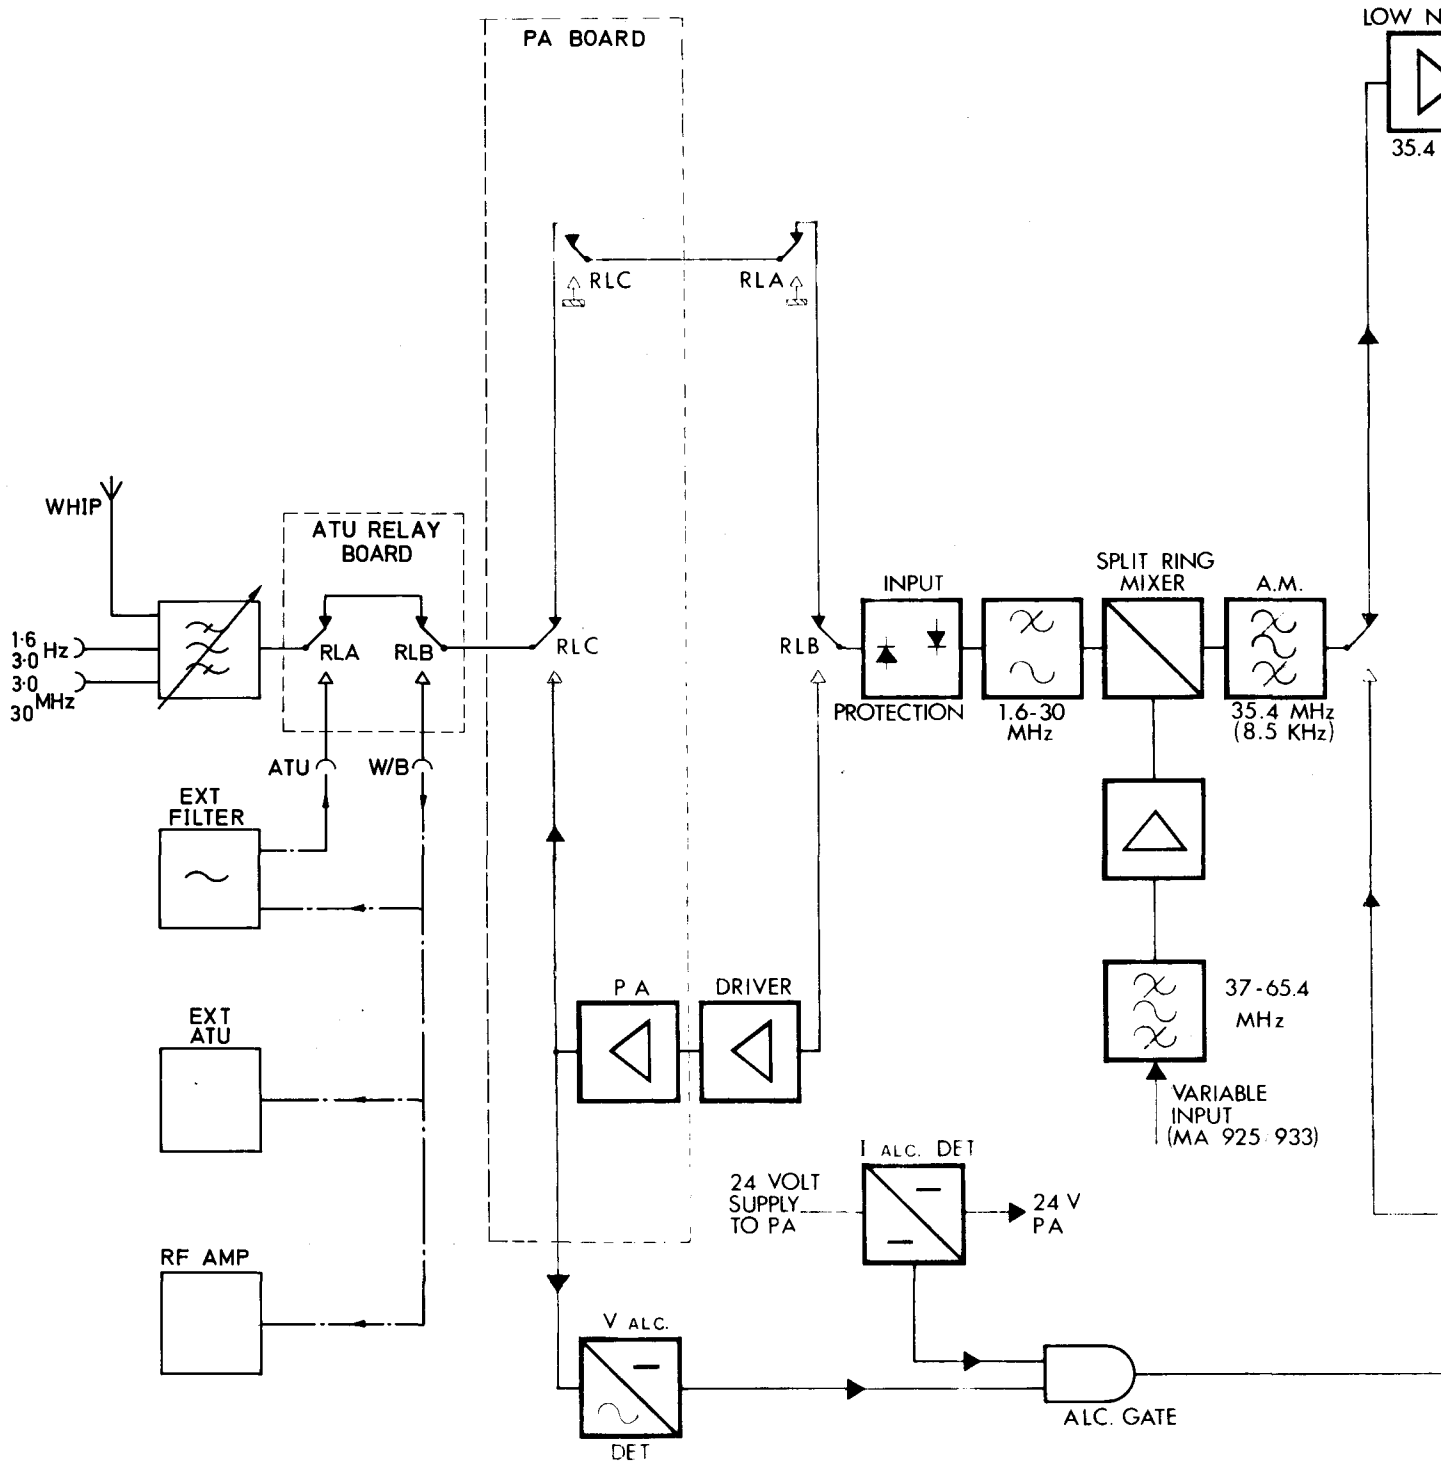 LOW N
PA BOARD
35.4
RLC
RLA
WHIP
ATU RELAY
BOARD
SPLIT RING
MIXER
INPUT
A.M.
1.6
3.0 Hz
3.0
30 MHz
RLA
RLB
RLC
RLB
PROTECTION
1.6-30
MHz
35.4 MHz
(8.5 KHz)
ATU
W/B
EXT
FILTER
PA
DRIVER
37-65.4
MHz
EXT
ATU
VARIABLE
INPUT
(MA 925 933)
I ALC. DET
24 VOLT
SUPPLY
TO PA
24 V
PA
RF AMP
V ALC.
DET
ALC. GATE